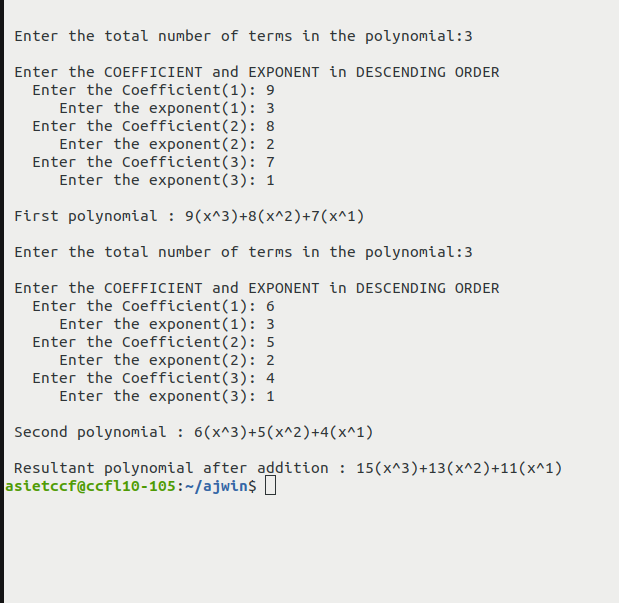 Enter the total number of terms in the polynomial:3
Enter the COEFFICIENT and EXPONENT in DESCENDING ORDER
Enter the Coefficient(1): 9
Enter the exponent(1): 3
Enter the Coefficient(2): 8
Enter the exponent(2): 2
Enter the Coefficient(3): 7
Enter the exponent(3): 1
First polynomial : 9(x^3)+8(x^2)+7(x^1)
Enter the total number of terms in the polynomial:3
Enter the COEFFICIENT and EXPONENT in DESCENDING ORDER
Enter the Coefficient(1): 6
Enter the exponent(1): 3
Enter the Coefficient(2): 5
Enter the exponent(2): 2
Enter the Coefficient(3): 4
Enter the exponent(3): 1
Second polynomial : 6(x^3)+5(x^2)+4(x^1)
Resultant polynomial after addition : 15(x^3)+13(x^2)+11(x^1)
asietccf@ccfl10-105:~/ajwin$